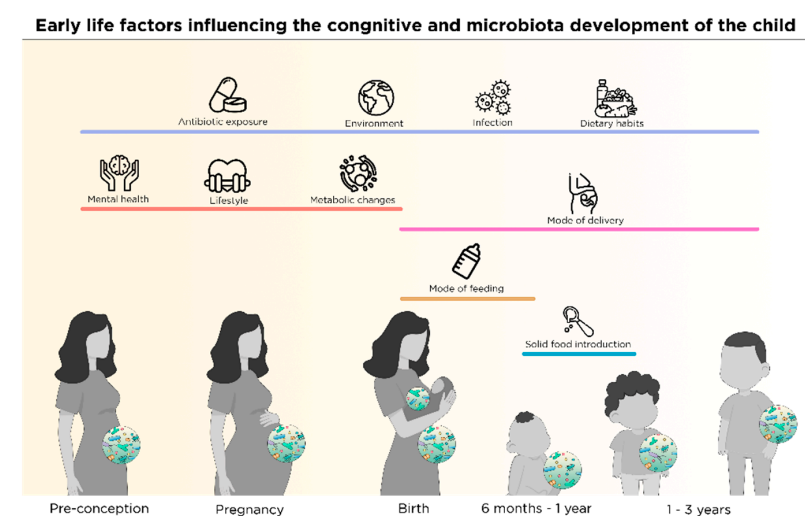 Early life factors influencing the congnitive and microbiota development of the child
Antibiotic exposure
Environment
Infection
Dietary habits
Mental health
Lifestyle
Metabolic changes
Mode of delivery
Mode of feeding
Solid food introduction
Pre-conception
Pregnancy
Birth
6 months - 1 year
1 - 3 years